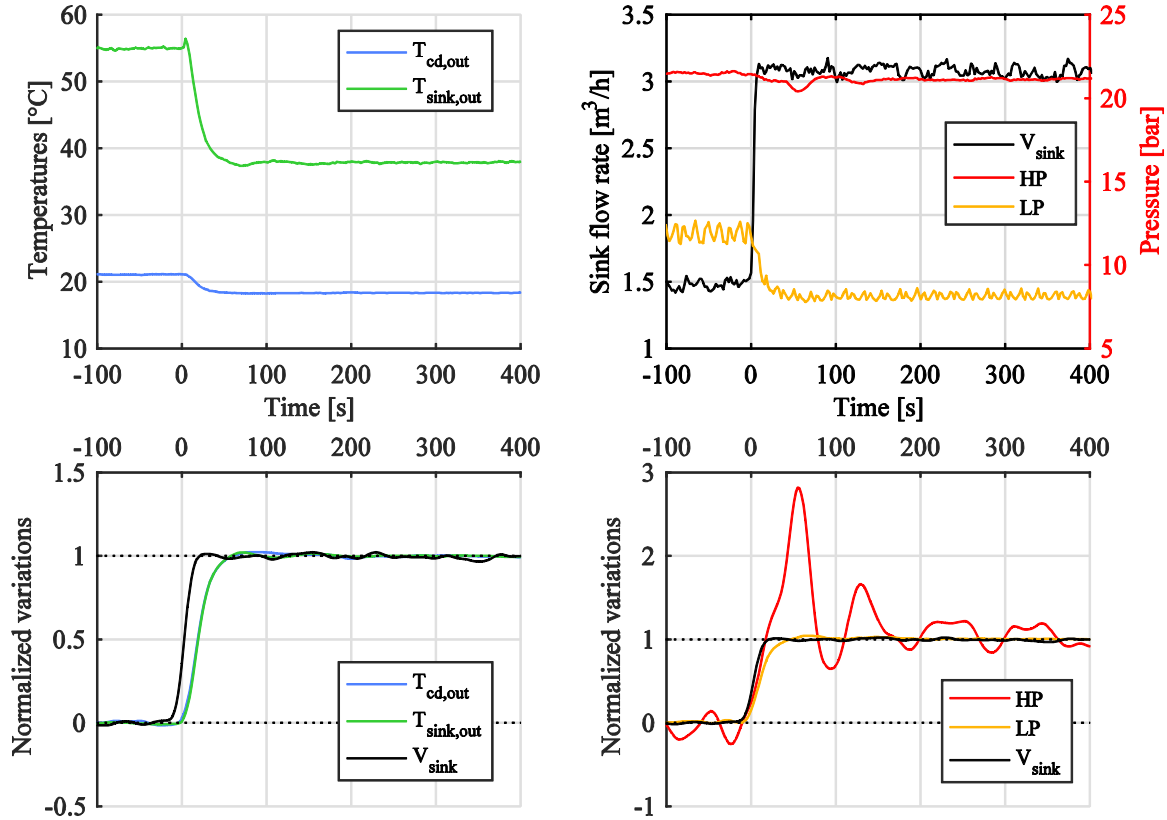 60
50
40
30
20
10
Temperatures [°C]
T_cd,out
T_sink,out
-100 0 100 200 300 400
Time [s]
3.5
3
2.5
2
1.5
1
Sink flow rate [m³/h]
25
20
15
10
5
Pressure [bar]
V_sink
HP
LP
-100 0 100 200 300 400
Time [s]
-100 0 100 200 300 400
1.5
1
0.5
0
-0.5
Normalized variations
T_cd,out
T_sink,out
V_sink
-100 0 100 200 300 400
3
2
1
0
-1
Normalized variations
HP
LP
V_sink